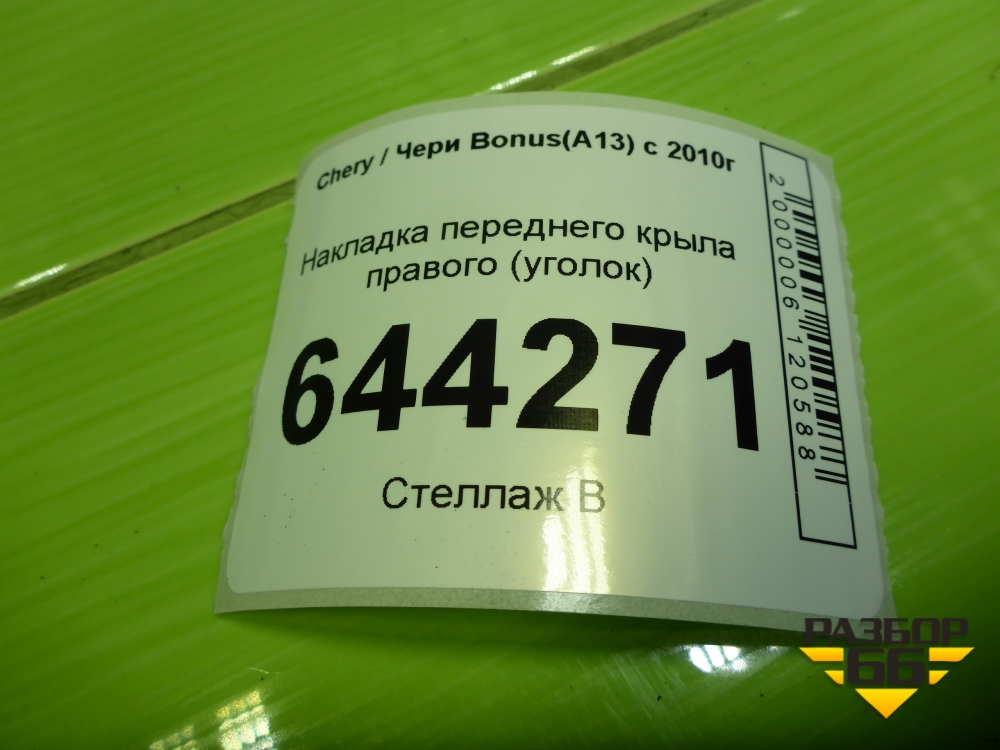 Chery / Чери Bonus(A13) с 2010г
Накладка переднего крыла
правого (уголок)
644271
Стеллаж В
2000006120588
РАЗБОР
66